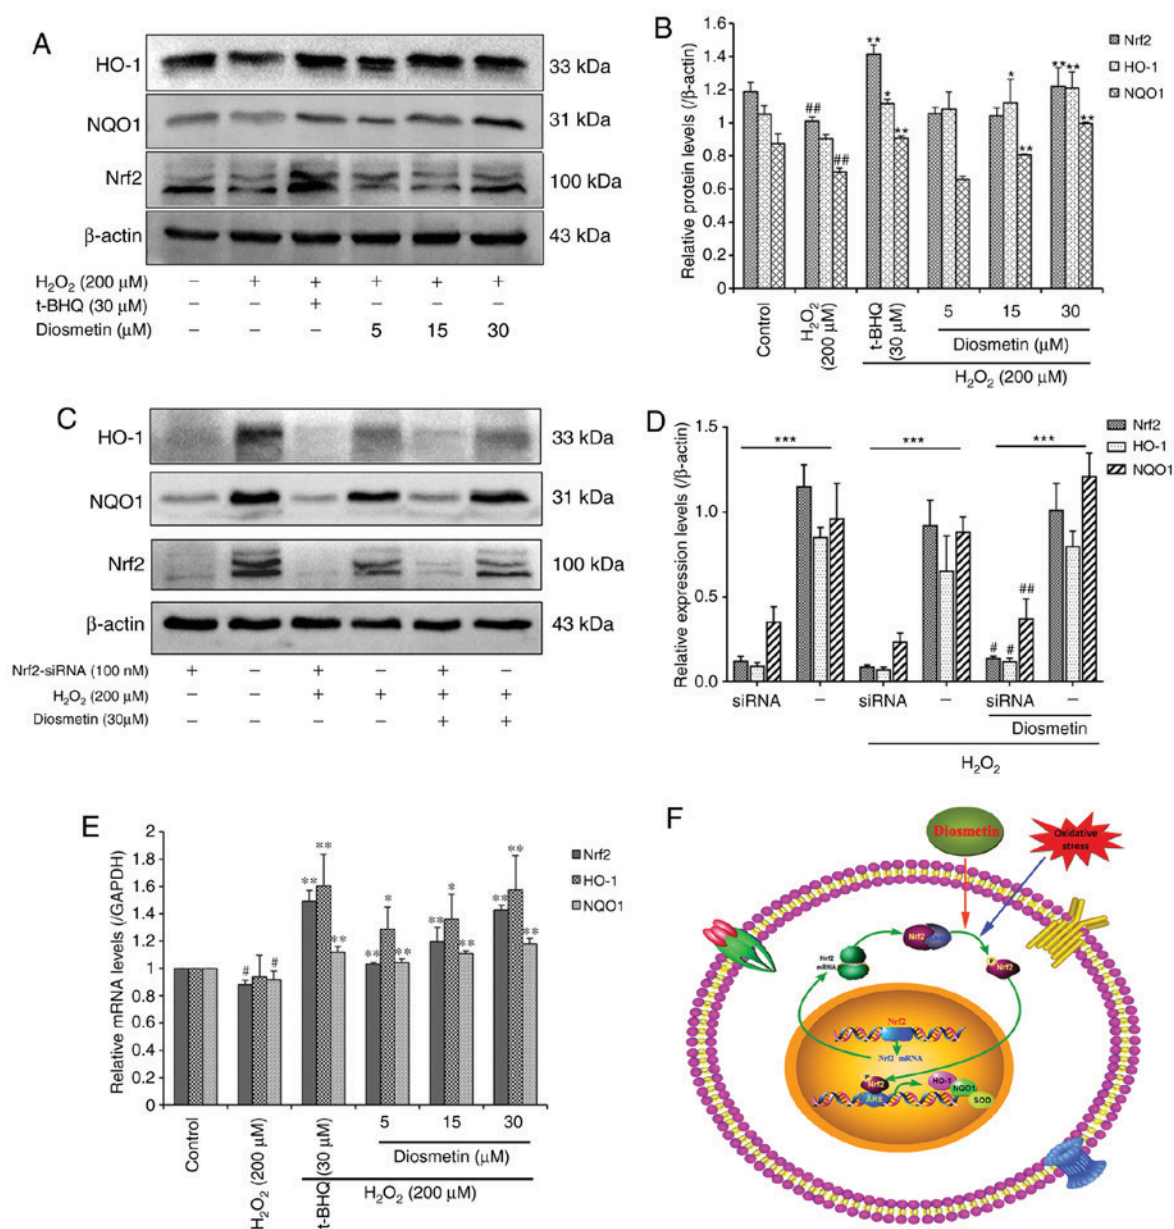 A
HO-1
33 kDa
NQO1
31 kDa
Nrf2
100 kDa
β-actin
43 kDa
H₂O₂ (200 μM) − + + + + +
t-BHQ (30 μM) − − + − − −
Diosmetin (μM) − − − 5 15 30
B
Relative protein levels (/β-actin)
1.6
1.4
1.2
1
0.8
0.6
0.4
0.2
0
Nrf2
HO-1
NQO1
##
##
**
*
**
*
**
**
**
**
Control
H₂O₂
(200 μM)
t-BHQ
(30 μM)
5 15 30
Diosmetin (μM)
H₂O₂ (200 μM)
C
HO-1
33 kDa
NQO1
31 kDa
Nrf2
100 kDa
β-actin
43 kDa
Nrf2-siRNA (100 nM) + − + − + −
H₂O₂ (200 μM) − − + + + +
Diosmetin (30μM) − − − − + +
D
Relative expression levels (/β-actin)
1.5
1.0
0.5
0.0
Nrf2
HO-1
NQO1
***
***
***
#
#
##
siRNA − siRNA − siRNA −
Diosmetin
H₂O₂
E
Relative mRNA levels (/GAPDH)
2
1.8
1.6
1.4
1.2
1
0.8
0.6
0.4
0.2
0
Nrf2
HO-1
NQO1
#
#
**
**
**
**
*
**
**
*
**
**
**
**
Control
H₂O₂ (200 μM)
t-BHQ(30 μM)
5 15 30
Diosmetin (μM)
H₂O₂ (200 μM)
F
Diosmetin
Oxidative
stress
Nrf2
Nrf2
mRNA
P
Nrf2
Nrf2
Nrf2 mRNA
P
Nrf2
ARE
HO-1
NQO1
SOD